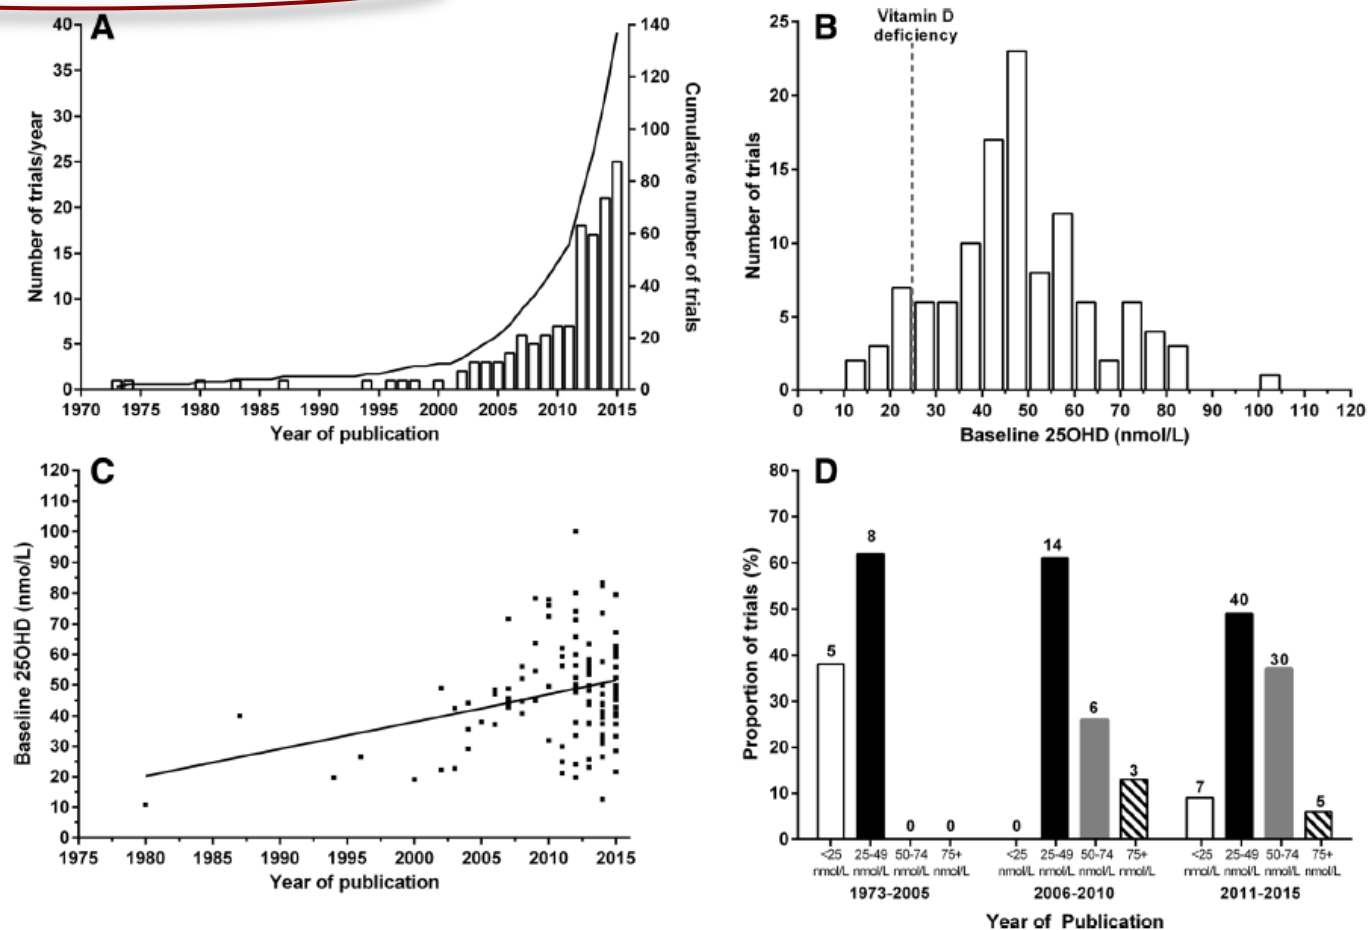 A
40
35
30
25
20
15
10
5
0
Number of trials/year
140
120
100
80
60
40
20
0
Cumulative number of trials
1970 1975 1980 1985 1990 1995 2000 2005 2010 2015
Year of publication
B
Vitamin D
deficiency
25
20
15
10
5
0
Number of trials
0 10 20 30 40 50 60 70 80 90 100 110 120
Baseline 25OHD (nmol/L)
C
120
110
100
90
80
70
60
50
40
30
20
10
0
Baseline 25OHD (nmo/L)
1975 1980 1985 1990 1995 2000 2005 2010 2015
Year of publication
D
80
70
60
50
40
30
20
10
0
Proportion of trials (%)
5 8 0 0 0 14 6 3 7 40 30 5
<25 25-49 50-74 75+ <25 25-49 50-74 75+ <25 25-49 50-74 75+
nmol/L nmol/L nmol/L nmol/L nmol/L nmol/L nmol/L nmol/L nmol/L nmol/L nmol/L nmol/L
1973-2005 2006-2010 2011-2015
Year of Publication